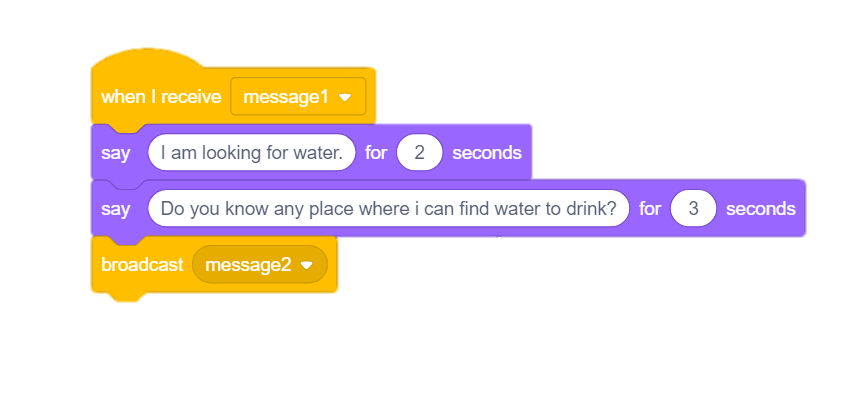 when I receive message1
say I am looking for water. for 2 seconds
say Do you know any place where i can find water to drink? for 3 seconds
broadcast message2